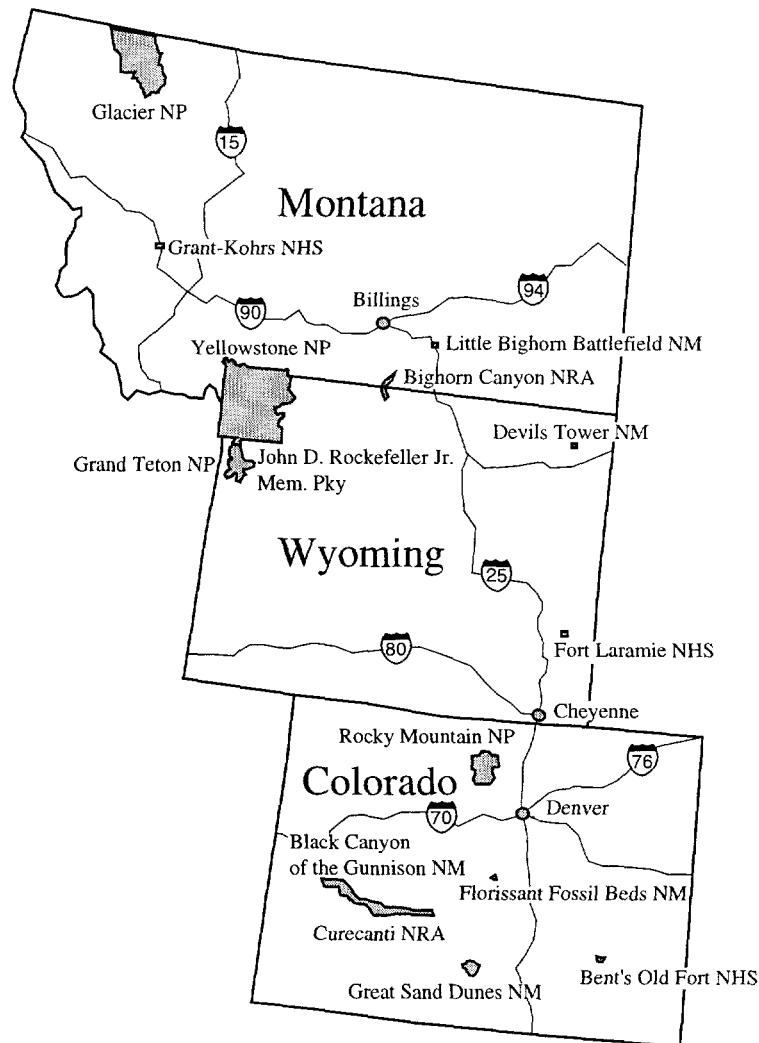 Glacier NP
15
Montana
Grant-Kohrs NHS
94
Billings
90
Little Bighorn Battlefield NM
Yellowstone NP
Bighorn Canyon NRA
Devils Tower NM
Grand Teton NP
John D. Rockefeller Jr.
Mem. Pky
Wyoming
25
80
Fort Laramie NHS
Cheyenne
Rocky Mountain NP
76
Colorado
70
Denver
Black Canyon
of the Gunnison NM
Florissant Fossil Beds NM
Curecanti NRA
Great Sand Dunes NM
Bent's Old Fort NHS